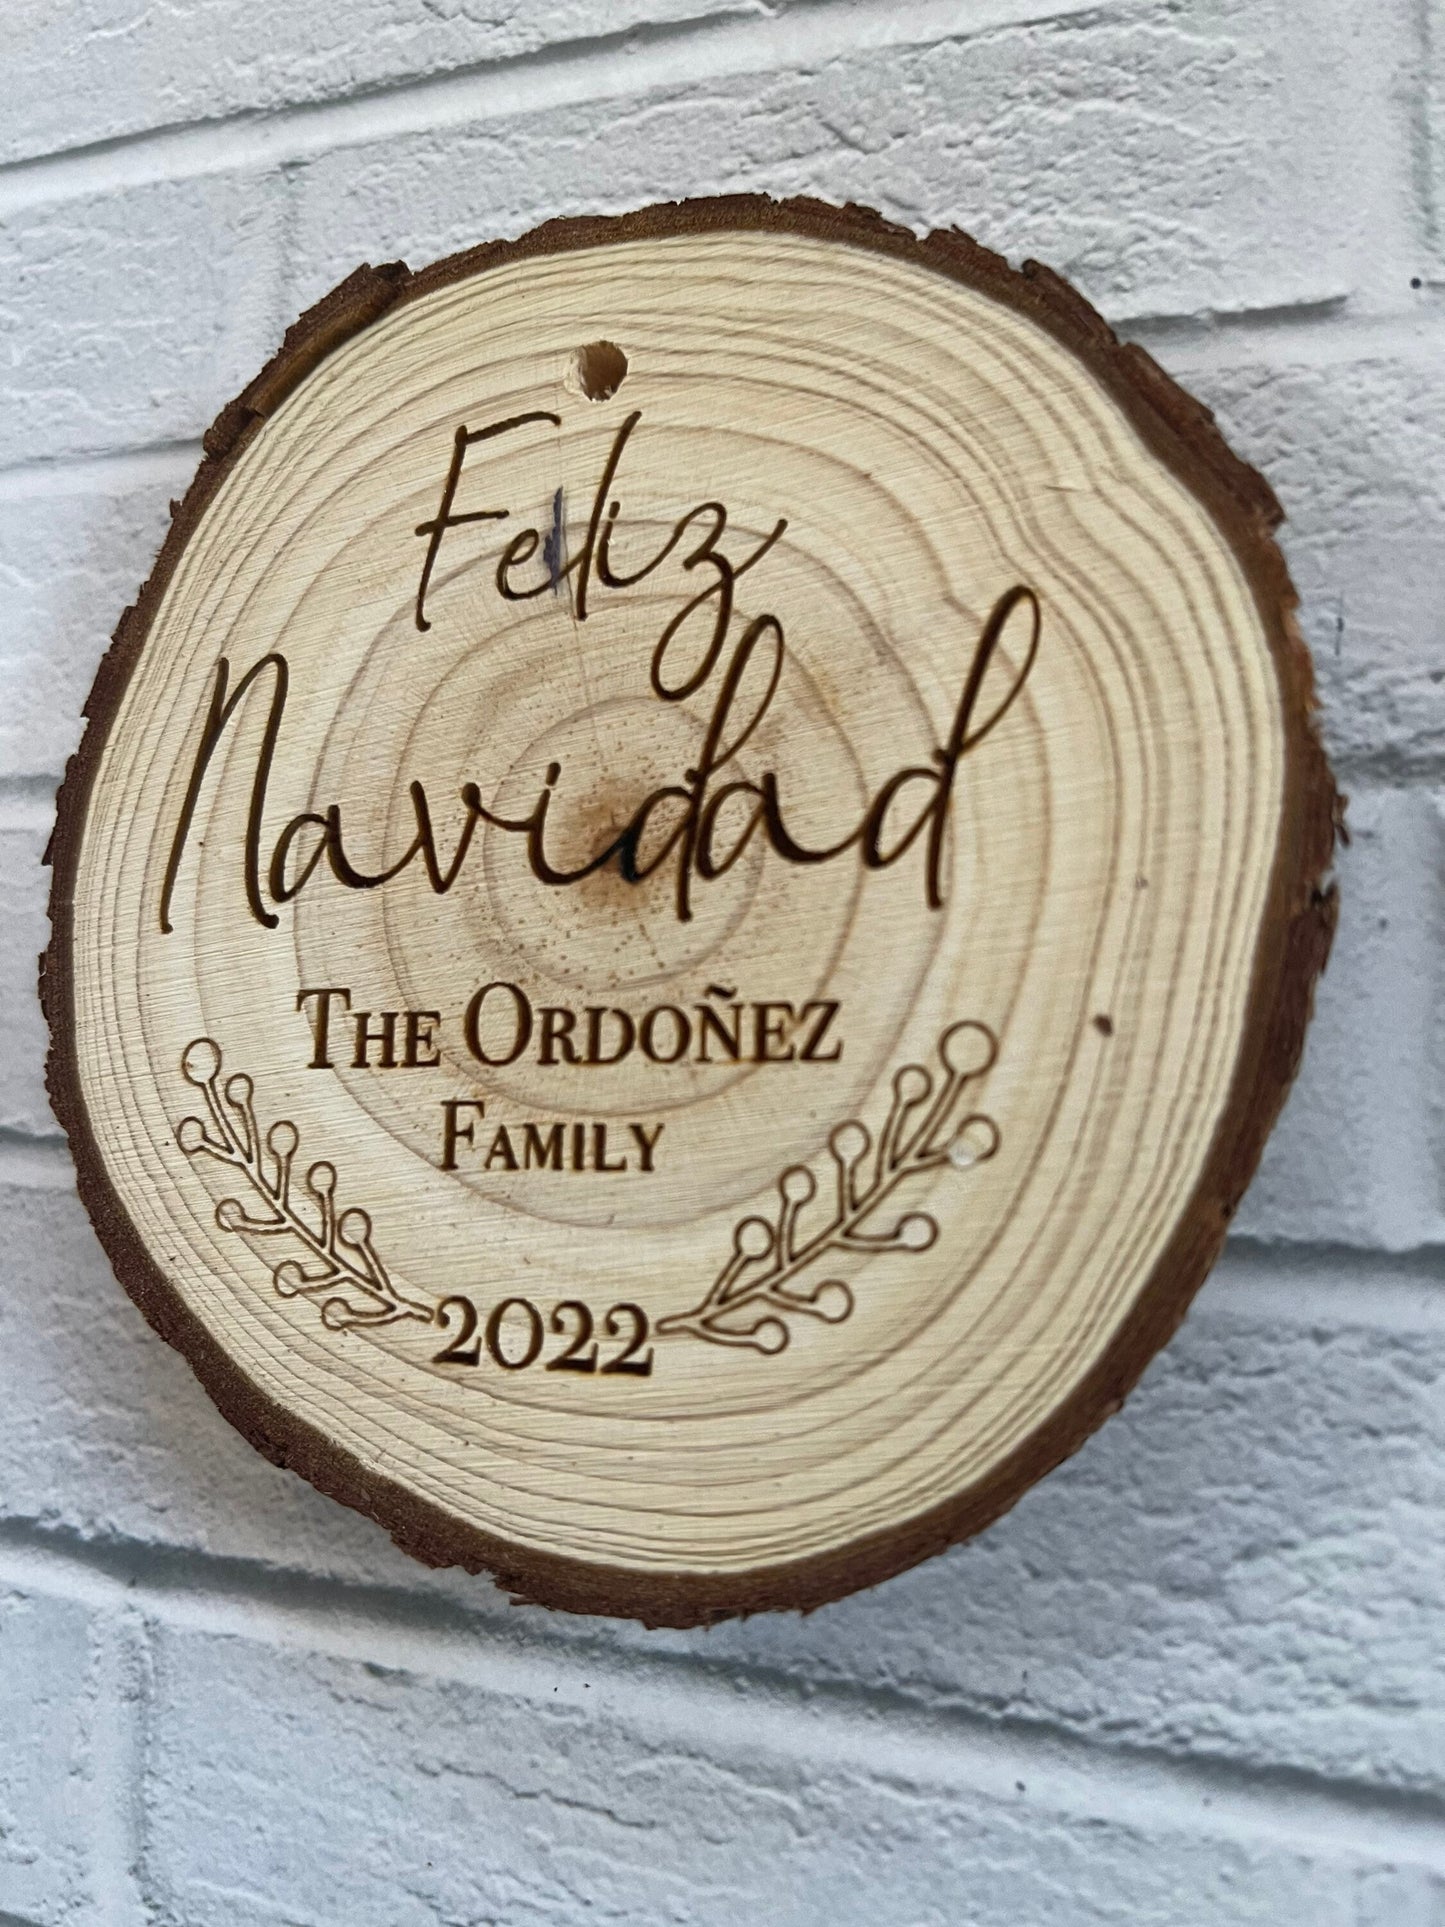 Feliz
Navidad
The Ordoñez
Family
2022